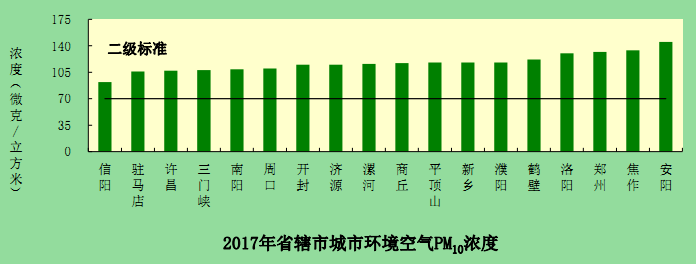 浓度（微克/立方米）
175
140
105
70
35
0
二级标准
信阳
驻马店
许昌
三门峡
南阳
周口
开封
济源
漯河
商丘
平顶山
新乡
濮阳
鹤壁
洛阳
郑州
焦作
安阳
2017年省辖市城市环境空气PM10浓度